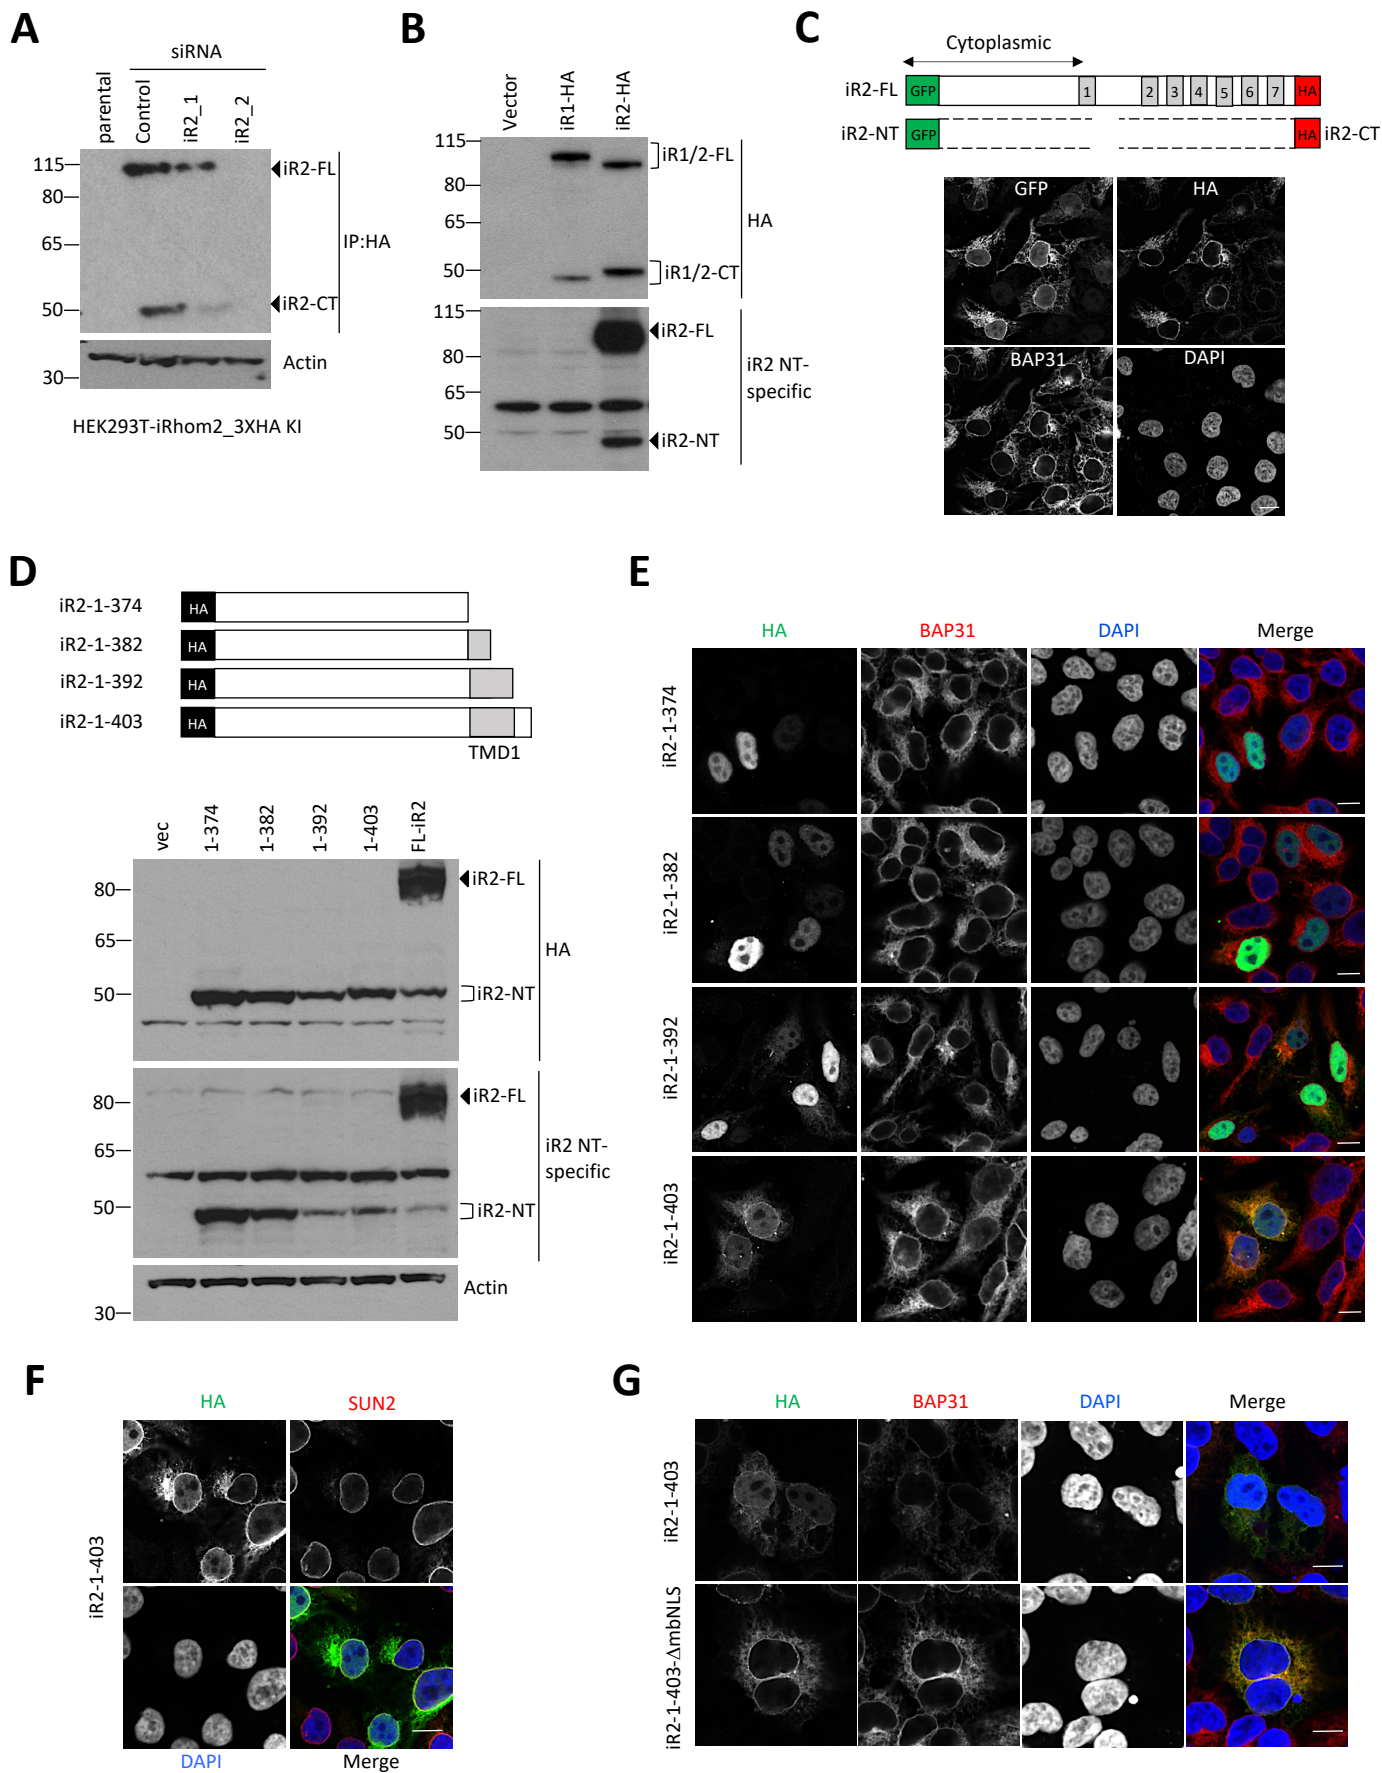 A
siRNA
parental
Control
iR2_1
iR2_2
115
80
65
50
30
iR2-FL
IP:HA
iR2-CT
Actin
HEK293T-iRhom2_3XHA KI
B
Vector
iR1-HA
iR2-HA
115
80
65
50
iR1/2-FL
HA
iR1/2-CT
115
80
65
50
iR2-FL
iR2 NT-
specific
iR2-NT
C
Cytoplasmic
iR2-FL
GFP
1
2
3
4
5
6
7
HA
iR2-NT
GFP
HA
iR2-CT
GFP
HA
BAP31
DAPI
D
iR2-1-374
HA
iR2-1-382
HA
iR2-1-392
HA
iR2-1-403
HA
TMD1
vec
1-374
1-382
1-392
1-403
FL-iR2
80
65
50
iR2-FL
HA
iR2-NT
80
65
50
iR2-FL
iR2 NT-
specific
iR2-NT
Actin
30
E
HA
BAP31
DAPI
Merge
iR2-1-374
iR2-1-382
iR2-1-392
iR2-1-403
F
HA
SUN2
iR2-1-403
DAPI
Merge
G
HA
BAP31
DAPI
Merge
iR2-1-403
iR2-1-403-ΔmbNLS